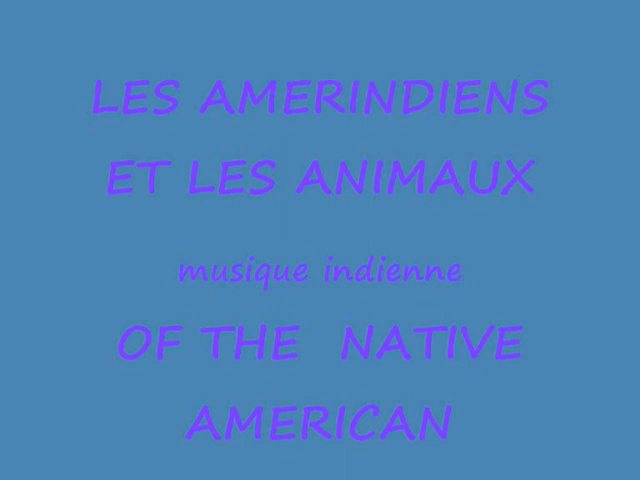 LES AMERINDIENS
ET LES ANIMAUX
musique indienne
OF THE NATIVE
AMERICAN